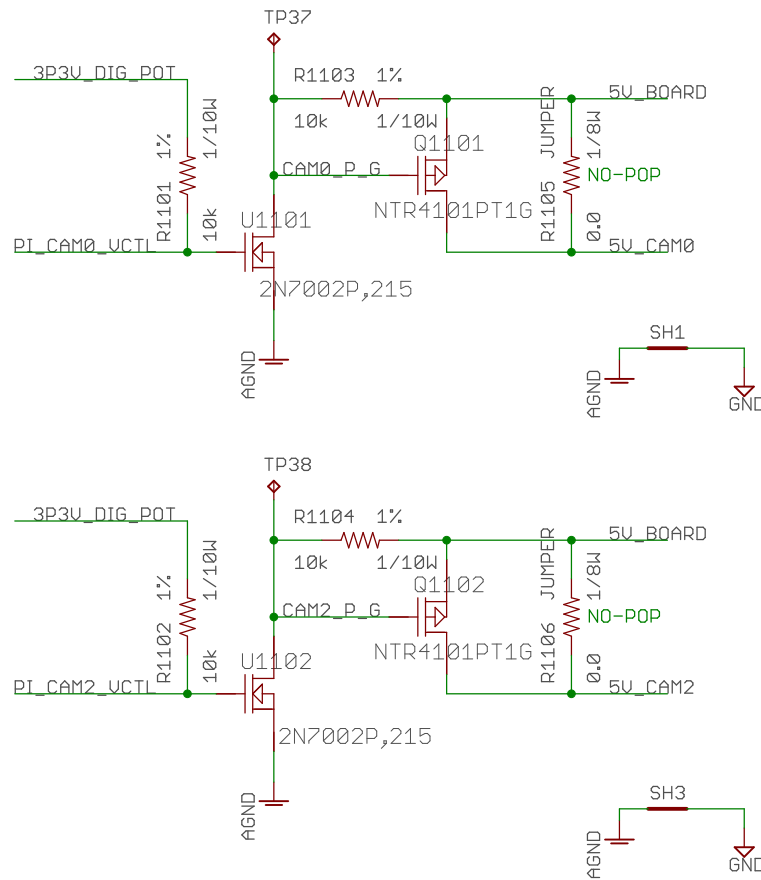 TP37
3P3V_DIG_POT
R1103 1%
10k 1/10W
R1101 1%
10k 1/10W
CAM0_P_G
Q1101
NTR4101PT1G
JUMPER
R1105
1/8W
0.0
NO-POP
5V_BOARD
5V_CAM0
U1101
PI_CAM0_VCTL
2N7002P,215
AGND
SH1
AGND
GND
TP38
3P3V_DIG_POT
R1104 1%
10k 1/10W
R1102 1%
10k 1/10W
CAM2_P_G
Q1102
NTR4101PT1G
JUMPER
R1106
1/8W
0.0
NO-POP
5V_BOARD
5V_CAM2
U1102
PI_CAM2_VCTL
2N7002P,215
AGND
SH3
AGND
GND